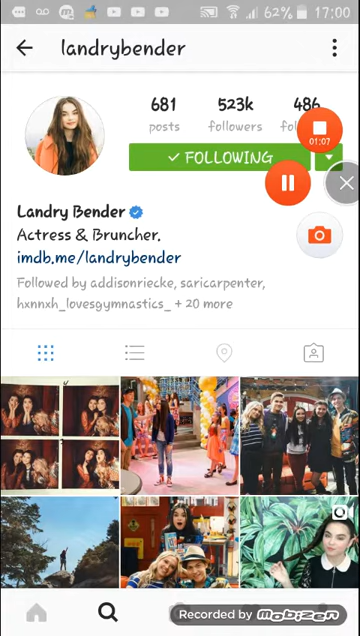 62% 17:00
landrybender
681 523k 486
posts followers
01:07
FOLLOWING
Landry Bender
Actress & Bruncher.
imdb.me/landrybender
Followed by addisonriecke, saricarpenter,
hxnnxh_lovesgymnastics_ + 20 more
Recorded by Mobizen